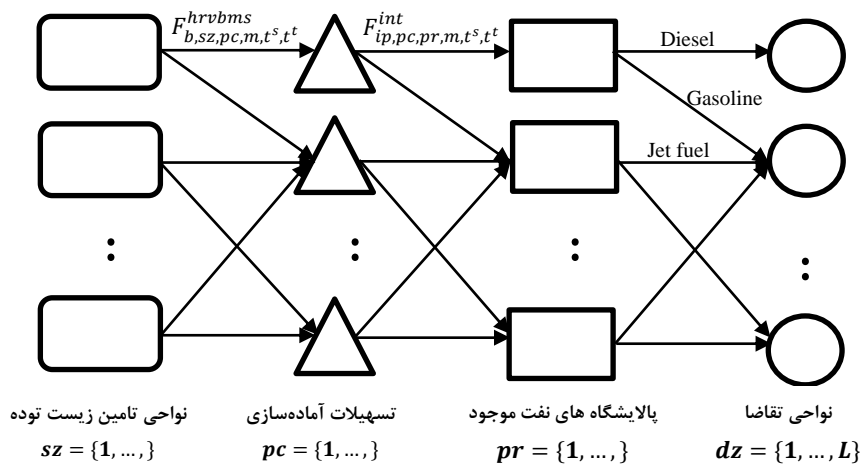 F^{hrvbms}_{b,sz,pc,m,t^s,t^t}
F^{int}_{ip,pc,pr,m,t^s,t^t}
Diesel
Gasoline
Jet fuel
:
:
:
:
نواحی تامین زیست توده
تسهیلات آماده‌سازی
پالایشگاه های نفت موجود
نواحی تقاضا
sz = {1, ...,}
pc = {1, ...,}
pr = {1, ...,}
dz = {1, ..., L}